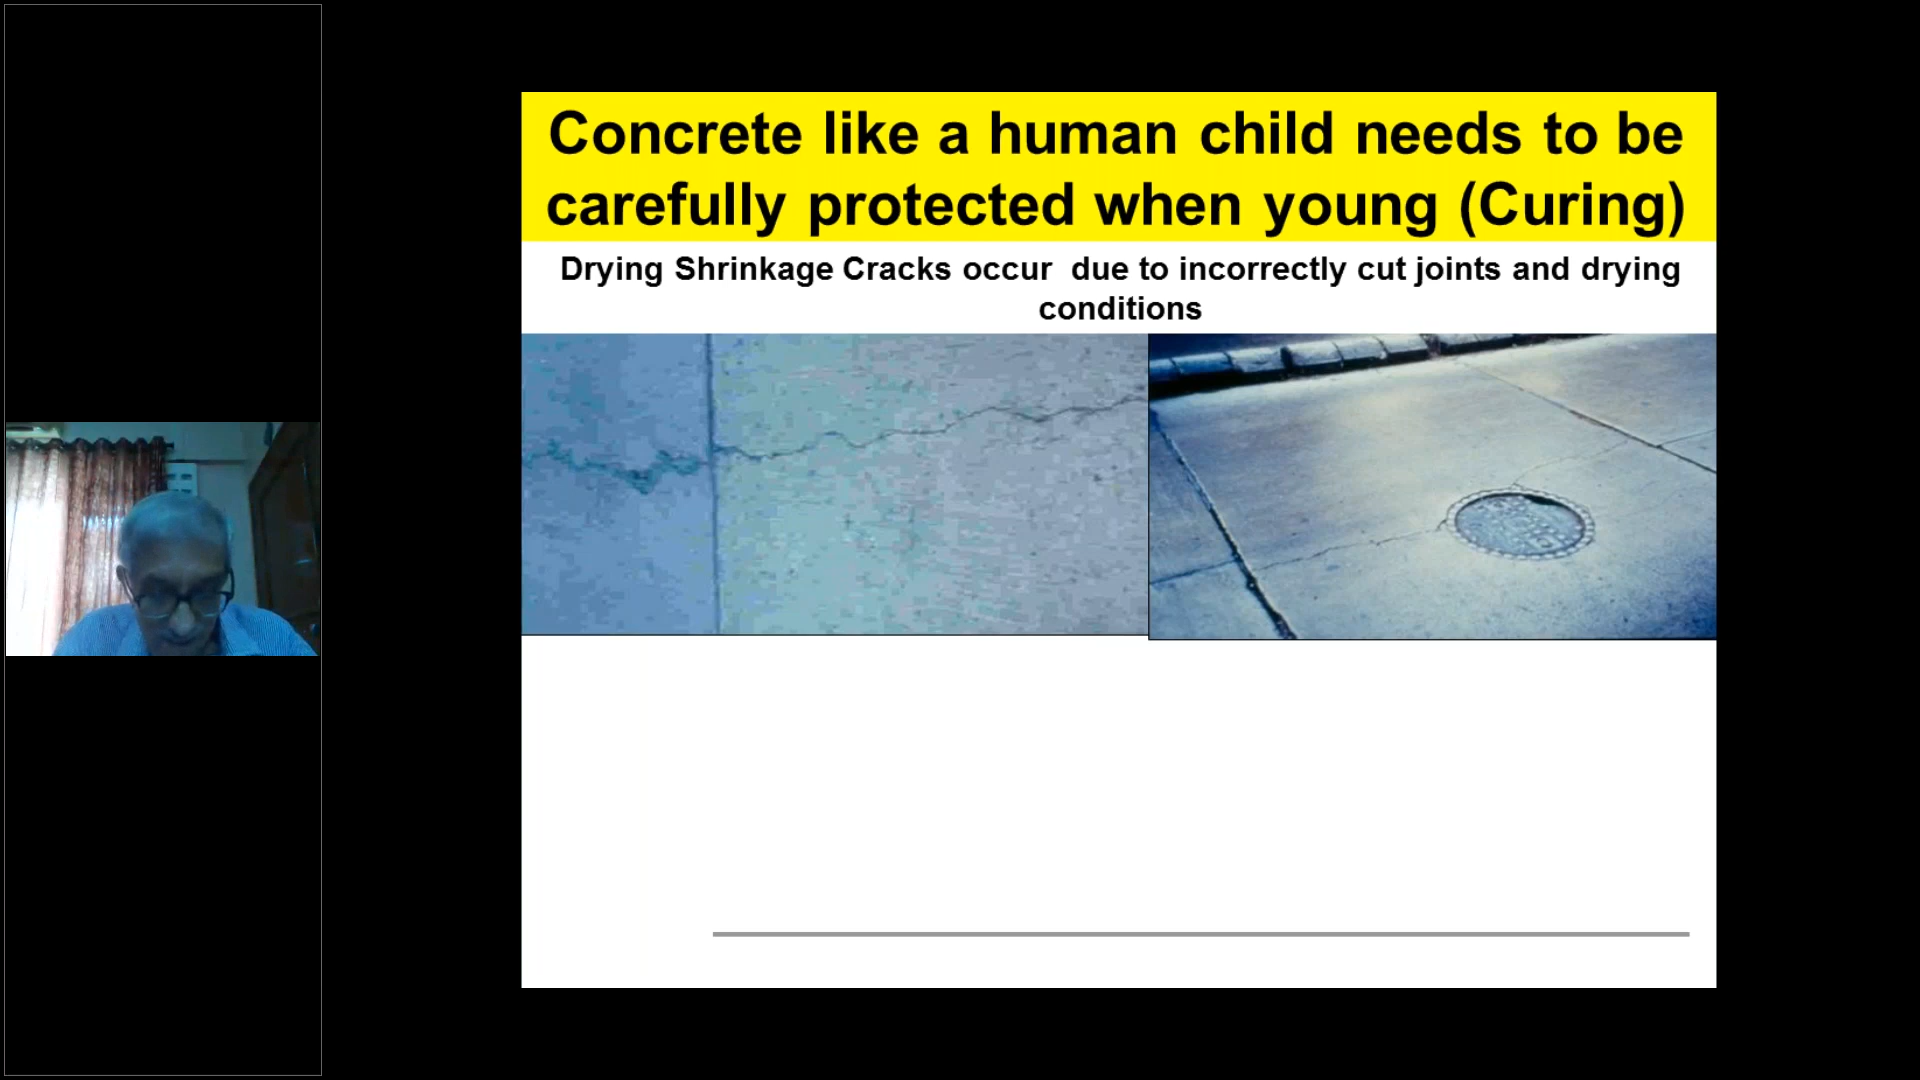 Concrete like a human child needs to be
carefully protected when young (Curing)
Drying Shrinkage Cracks occur  due to incorrectly cut joints and drying
conditions